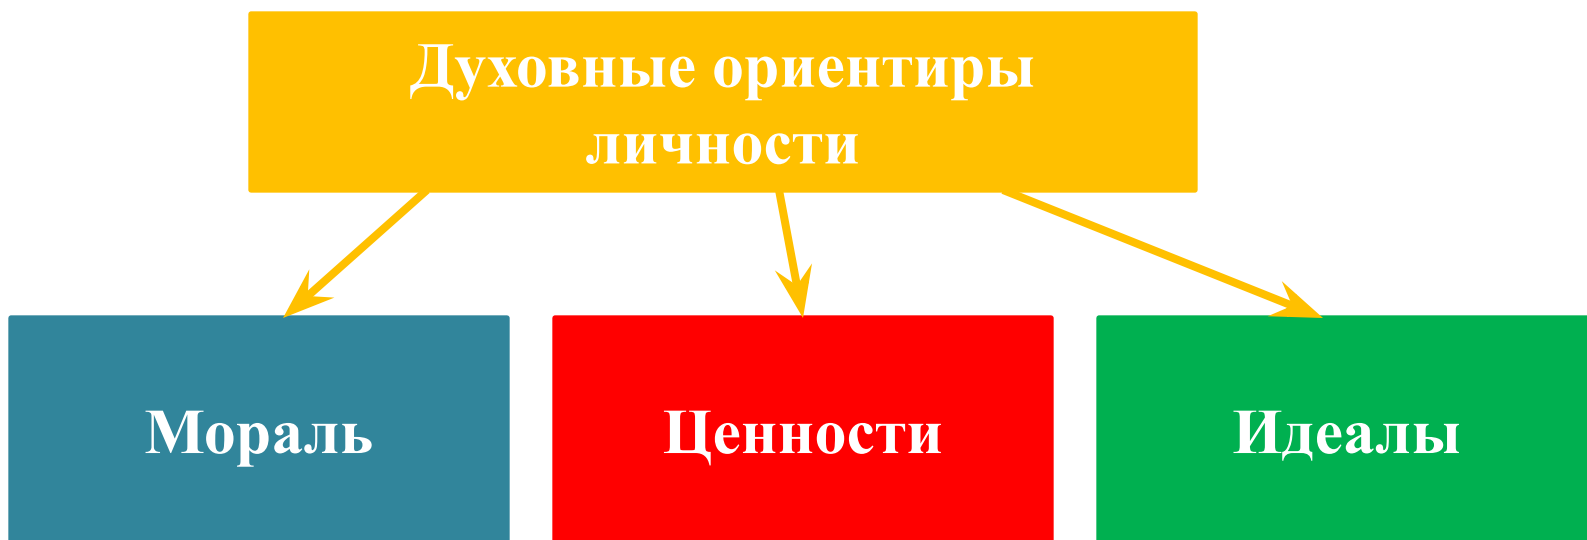 Духовные ориентиры
личности
Мораль
Ценности
Идеалы